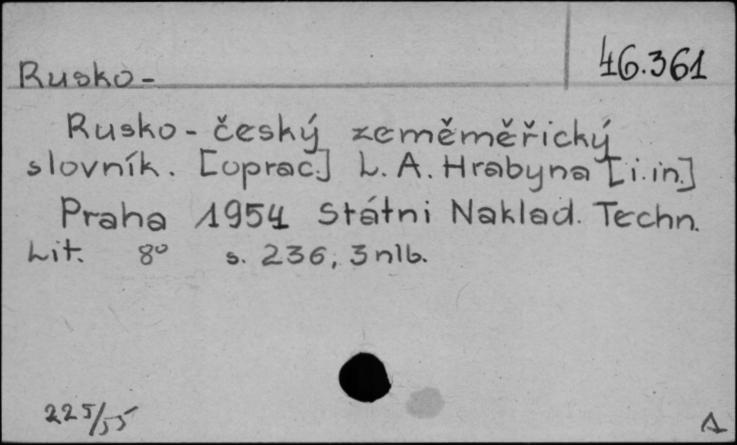 46.361
Rusko-
Rusko-český zeměměřický
slovník. [oprac.] L. A. Hrabyna [i.in.]
Praha 1954 Státni Naklad. Techn.
Lit. 8° s. 236, 3 nlb.
225/55
A